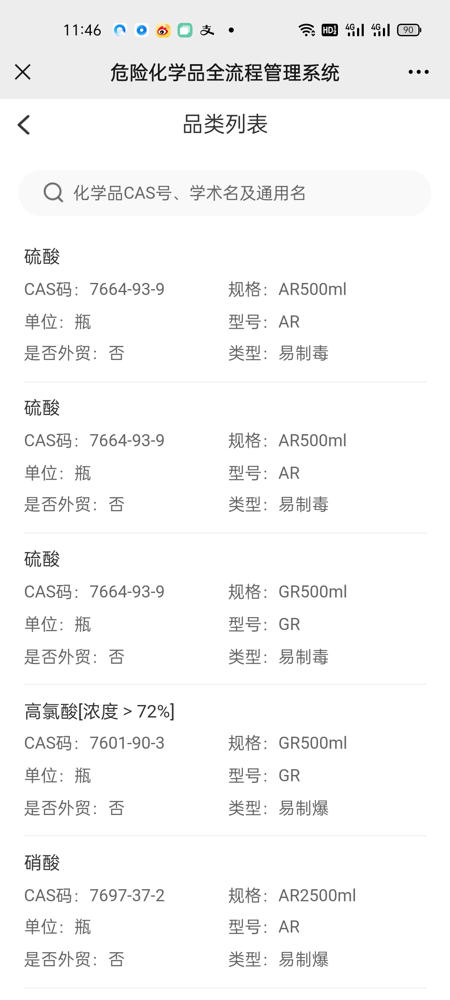 11:46 支 HD 1 2 4G 4G 90
危险化学品全流程管理系统
品类列表
化学品CAS号、学术名及通用名
硫酸
CAS码：7664-93-9 规格：AR500ml
单位：瓶 型号：AR
是否外贸：否 类型：易制毒
硫酸
CAS码：7664-93-9 规格：AR500ml
单位：瓶 型号：AR
是否外贸：否 类型：易制毒
硫酸
CAS码：7664-93-9 规格：GR500ml
单位：瓶 型号：GR
是否外贸：否 类型：易制毒
高氯酸[浓度 > 72%]
CAS码：7601-90-3 规格：GR500ml
单位：瓶 型号：GR
是否外贸：否 类型：易制爆
硝酸
CAS码：7697-37-2 规格：AR2500ml
单位：瓶 型号：AR
是否外贸：否 类型：易制爆